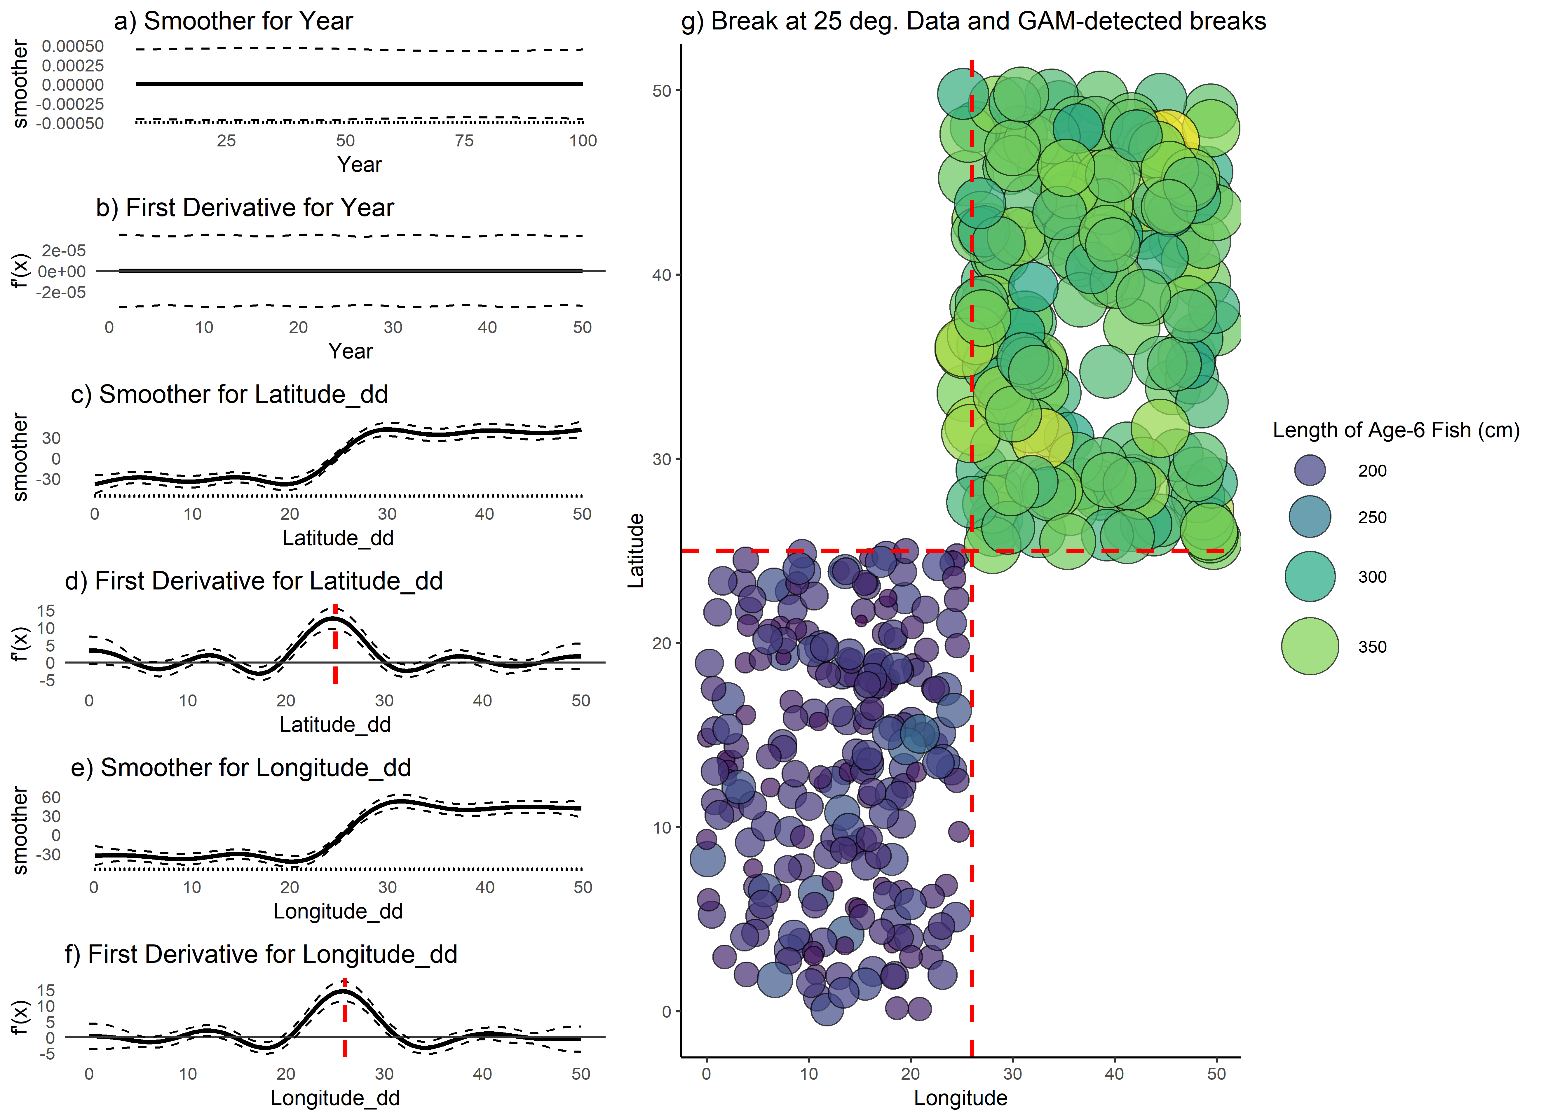 a) Smoother for Year
smoother
0.00050
0.00025
0.00000
-0.00025
-0.00050
25 50 75 100
Year
b) First Derivative for Year
f'(x)
2e-05
0e+00
-2e-05
0 10 20 30 40 50
Year
c) Smoother for Latitude_dd
smoother
30
0
-30
0 10 20 30 40 50
Latitude_dd
d) First Derivative for Latitude_dd
f'(x)
15
10
5
0
-5
0 10 20 30 40 50
Latitude_dd
e) Smoother for Longitude_dd
smoother
60
30
0
-30
0 10 20 30 40 50
Longitude_dd
f) First Derivative for Longitude_dd
f'(x)
15
10
5
0
-5
0 10 20 30 40 50
Longitude_dd
g) Break at 25 deg. Data and GAM-detected breaks
Latitude
50
40
30
20
10
0
0 10 20 30 40 50
Longitude
Length of Age-6 Fish (cm)
200
250
300
350